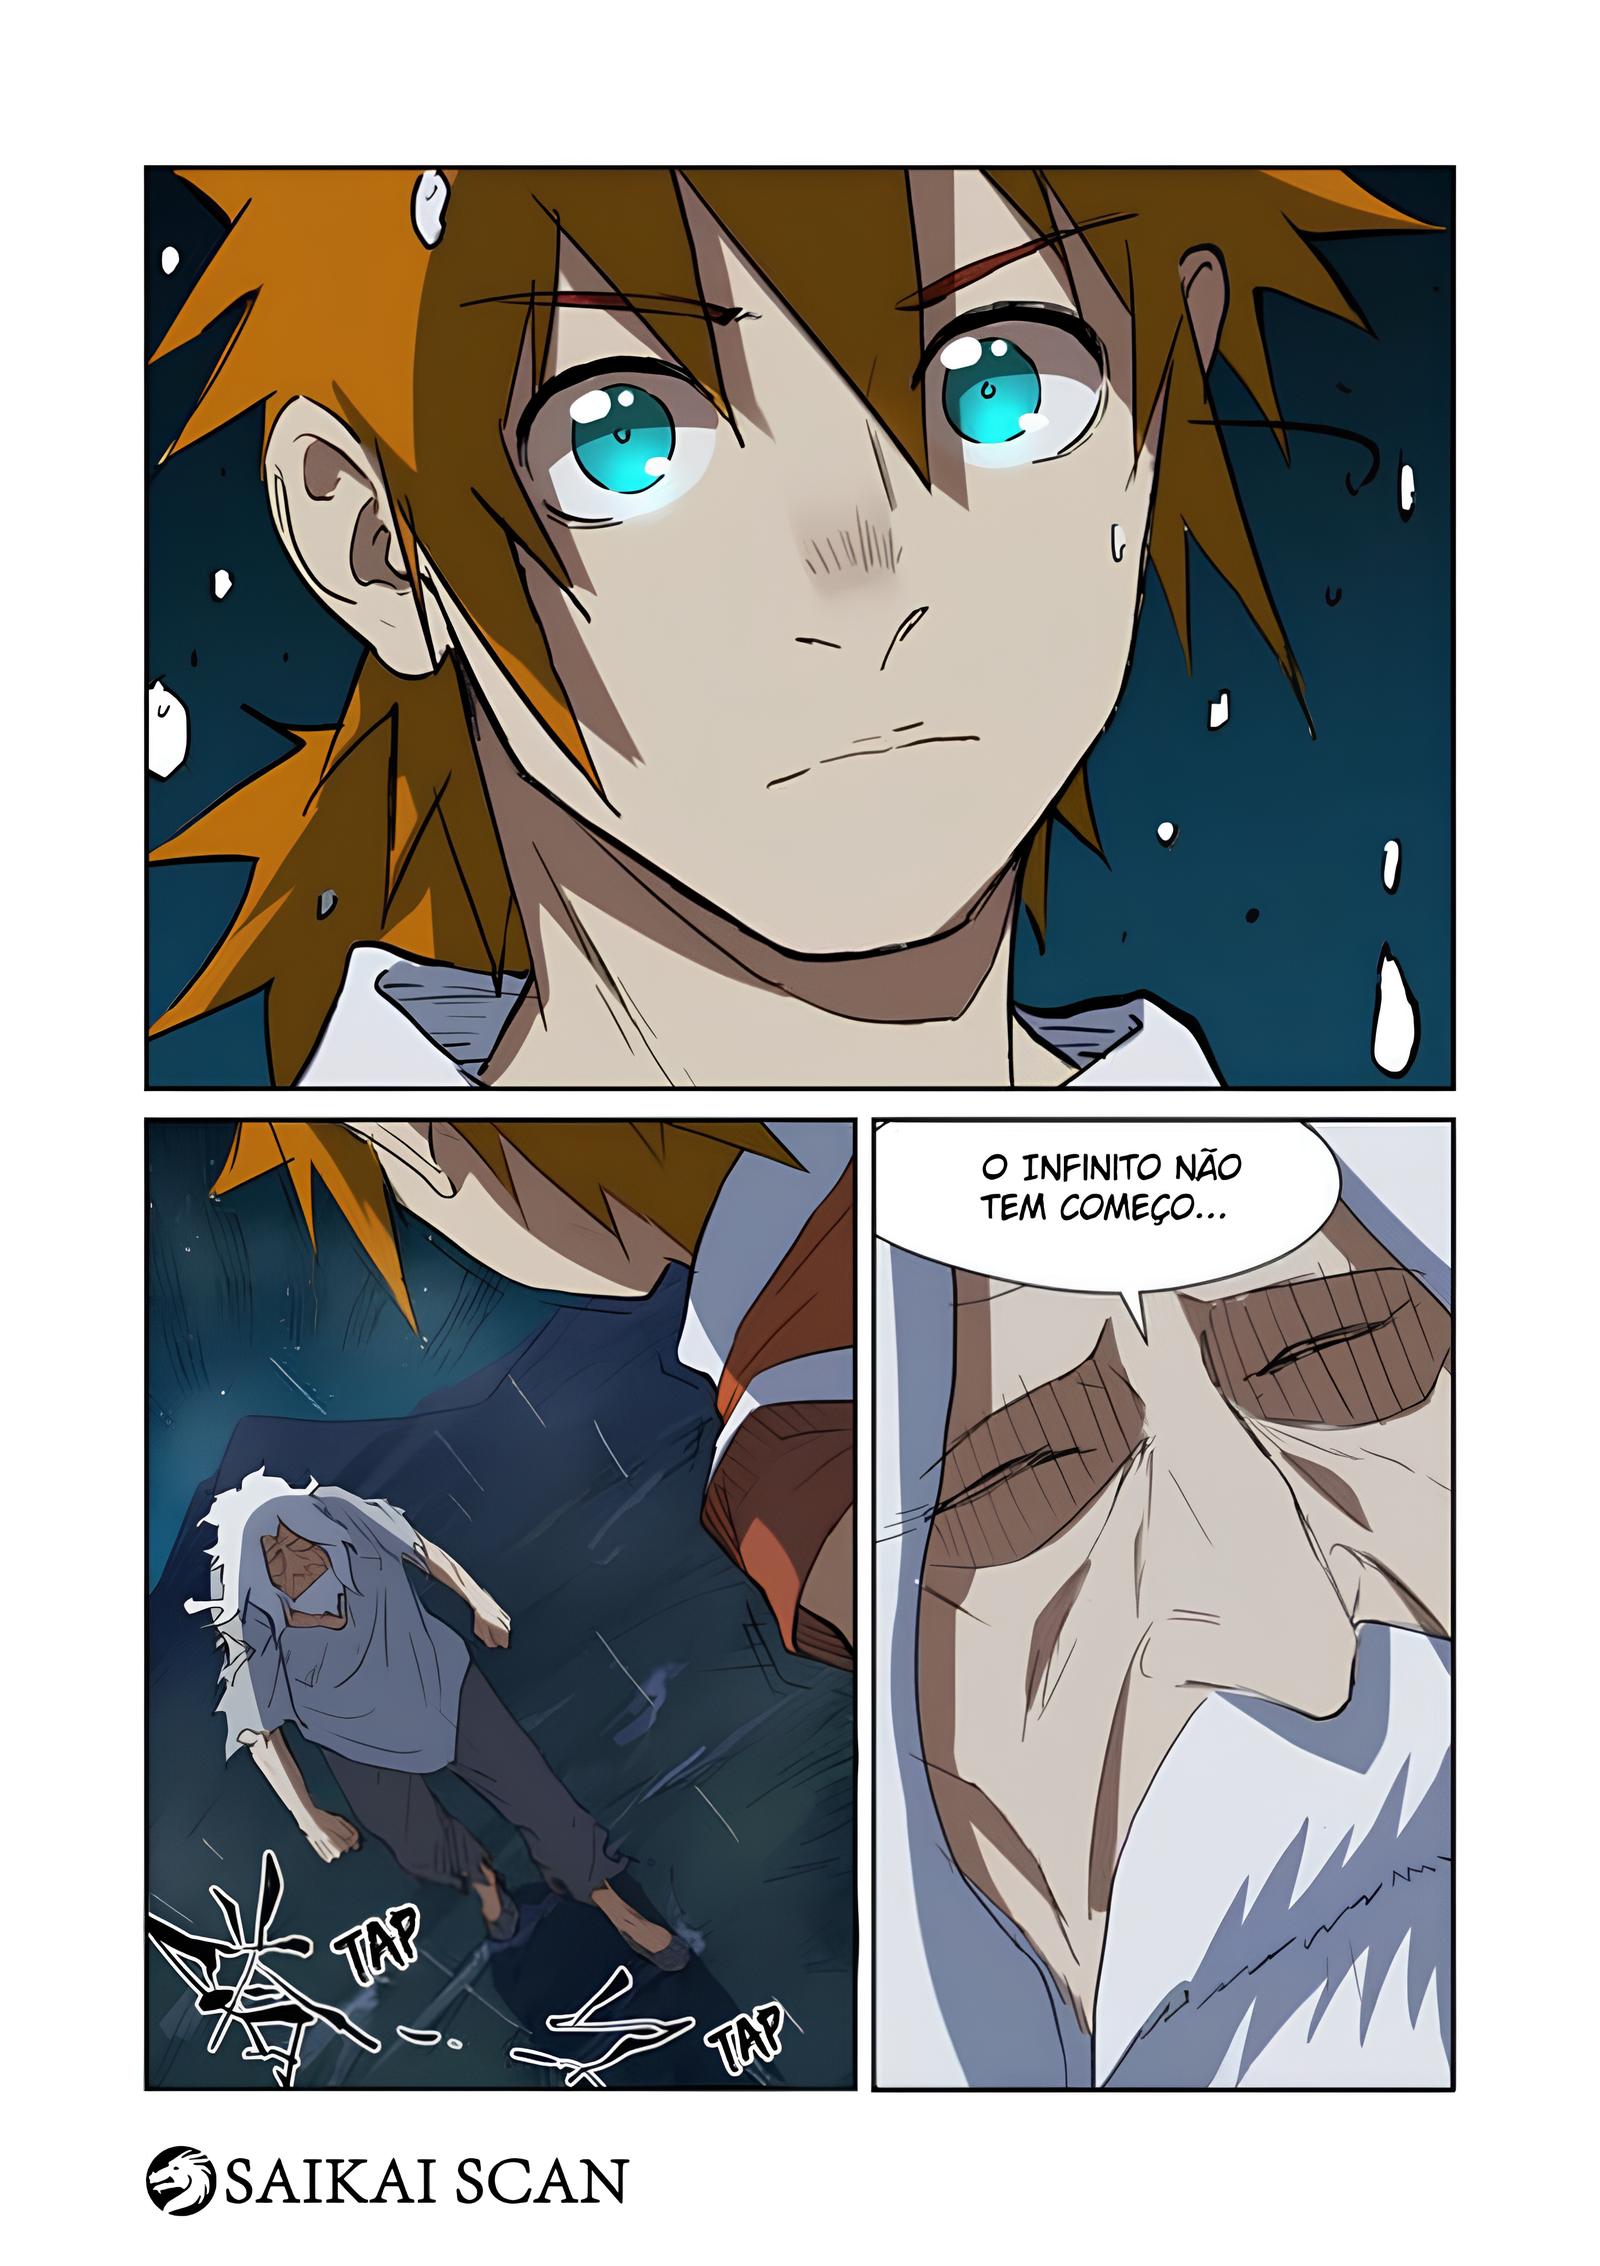 O INFINITO NÃO
TEM COMEÇO...
TAP
TAP
SAIKAI SCAN